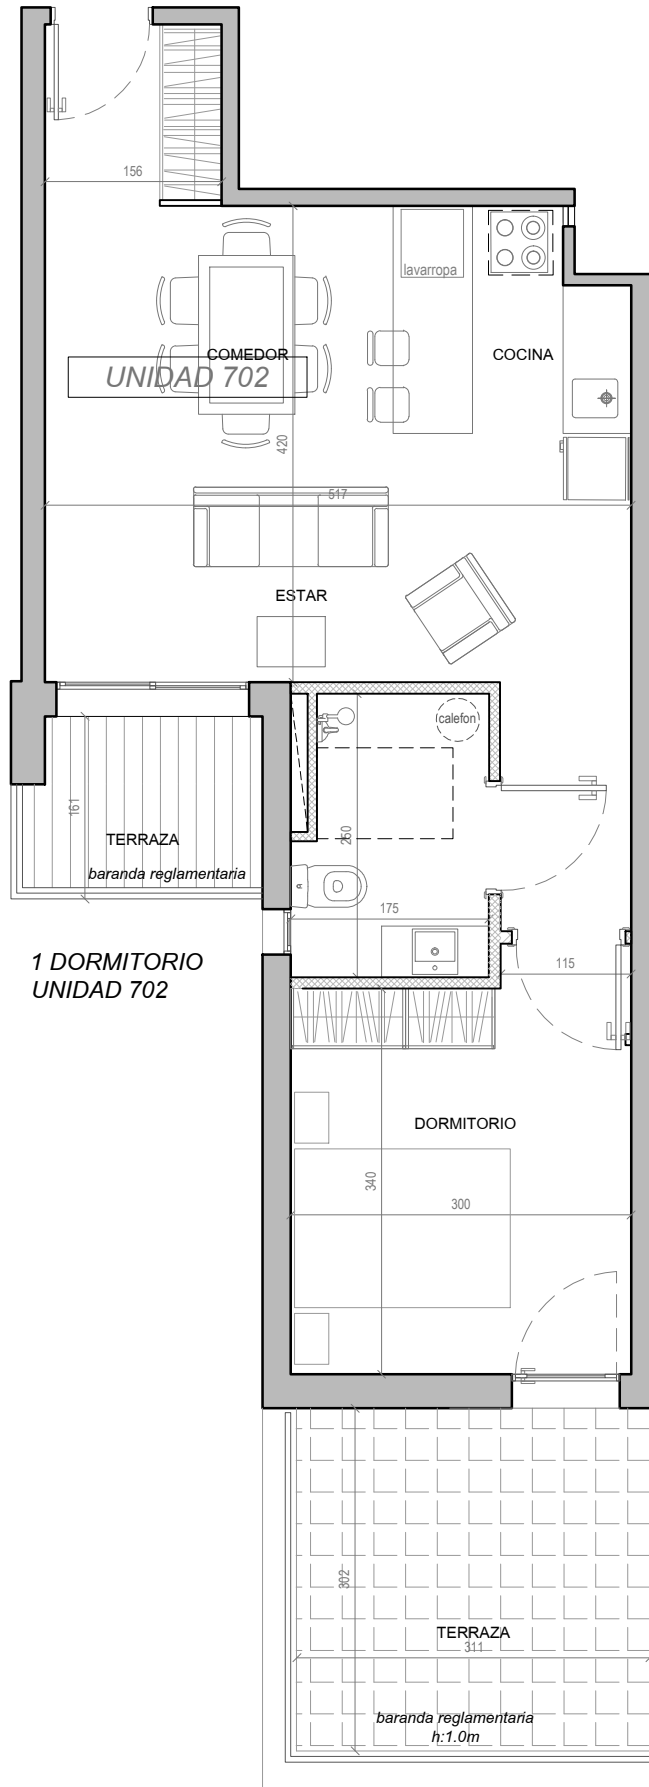 156
lavarropa
COMEDOR
COCINA
UNIDAD 702
420
517
ESTAR
calefon
161
TERRAZA
260
baranda reglamentaria
175
1 DORMITORIO
UNIDAD 702
115
DORMITORIO
340
300
302
TERRAZA
311
baranda reglamentaria
h:1.0m